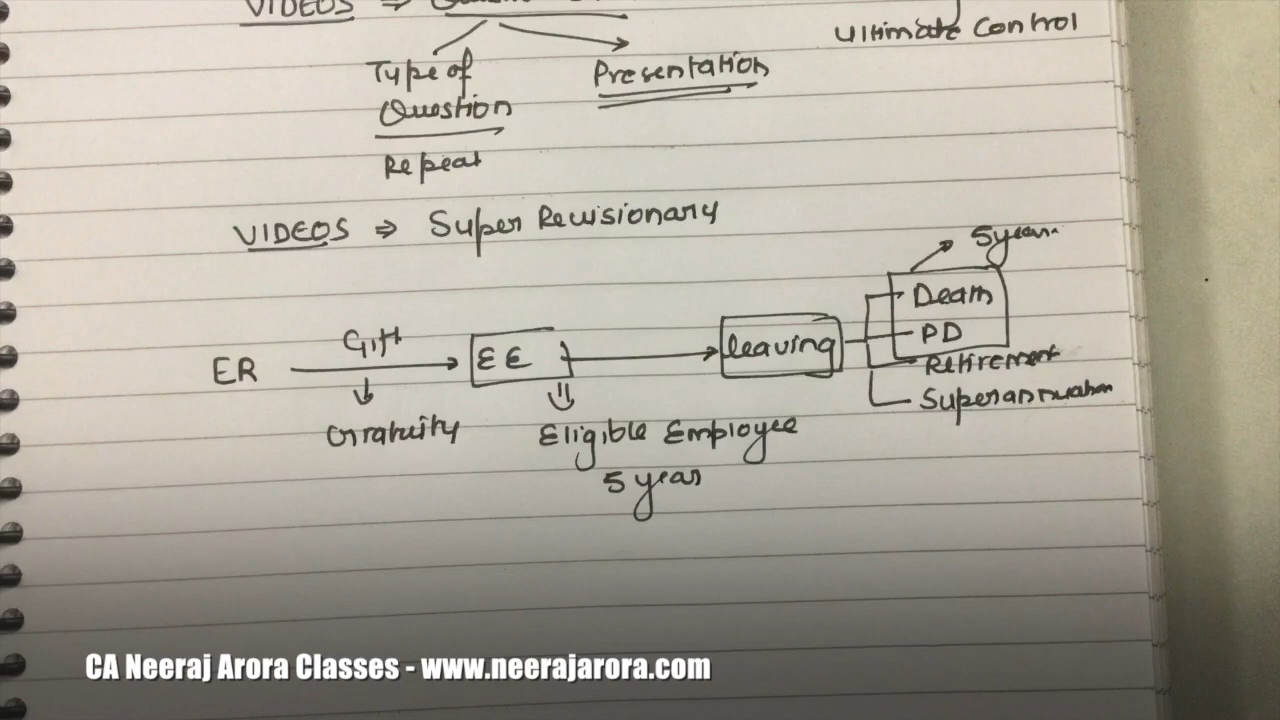 VIDEOS ⇒
Ultimate Control
Type of
Question
Presentation
Repeat
VIDEOS ⇒ Super Revisionary
5 year
Death
PD
Retirement
Superannuation
ER
Gift
EE
leaving
Gratuity
Eligible Employee
5 year
CA Neeraj Arora Classes - www.neerajarora.com